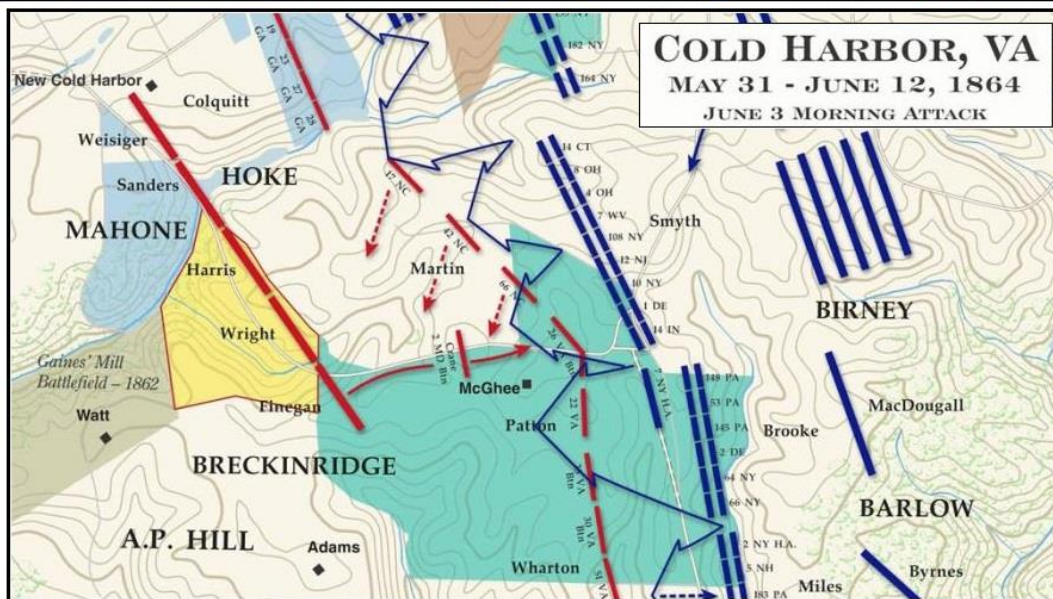 COLD HARBOR, VA
MAY 31 - JUNE 12, 1864
JUNE 3 MORNING ATTACK
182 NY
164 NY
19
GA
23
GA
27
GA
28
GA
New Cold Harbor
Colquitt
Weisiger
Sanders
HOKE
MAHONE
17 NC
42 NC
Martin
66
Harris
Wright
Finegan
14 CT
8 OH
4 OH
7 WV
108 NY
12 NJ
10 NY
1 DE
14 IN
Smyth
BIRNEY
Gaines' Mill
Battlefield – 1862
Watt
Crane
2 MD Btn
McGhee
26 Btn
22 VA
Patton
7 NY H.A.
148 PA
53 PA
145 PA
2 DE
64 NY
66 NY
Brooke
MacDougall
BRECKINRIDGE
BARLOW
VA
Btn
30 VA
Btn
A.P. HILL
Adams
Wharton
51 VA
2 NY H.A.
5 NH
183 PA
Miles
Byrnes